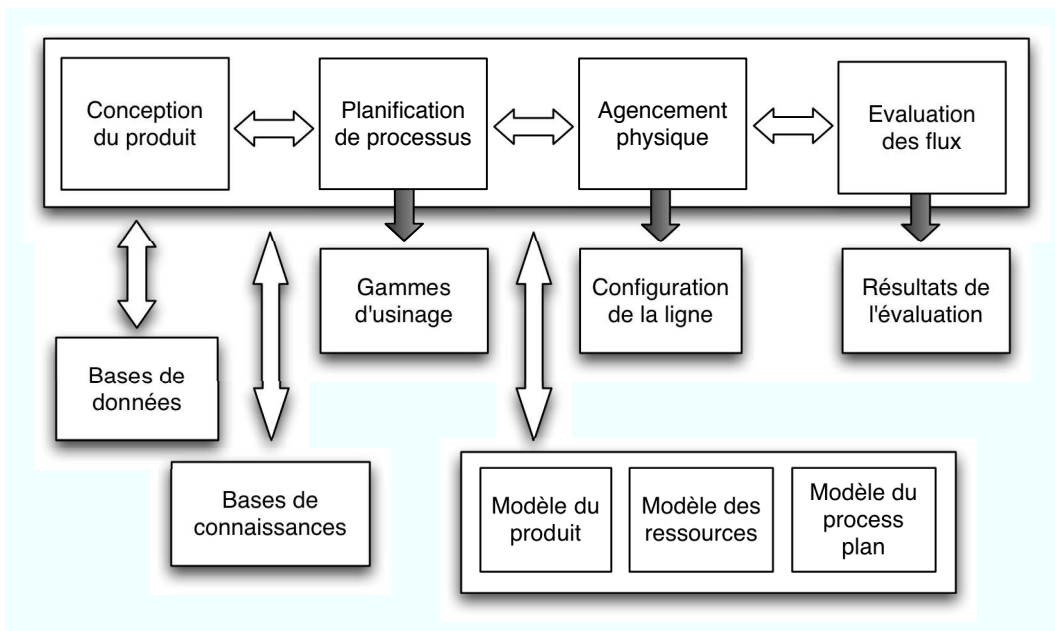 Conception
du produit
Planification
de processus
Agencement
physique
Evaluation
des flux
Gammes
d'usinage
Configuration
de la ligne
Résultats de
l'évaluation
Bases de
données
Bases de
connaissances
Modèle du
produit
Modèle des
ressources
Modèle du
process
plan